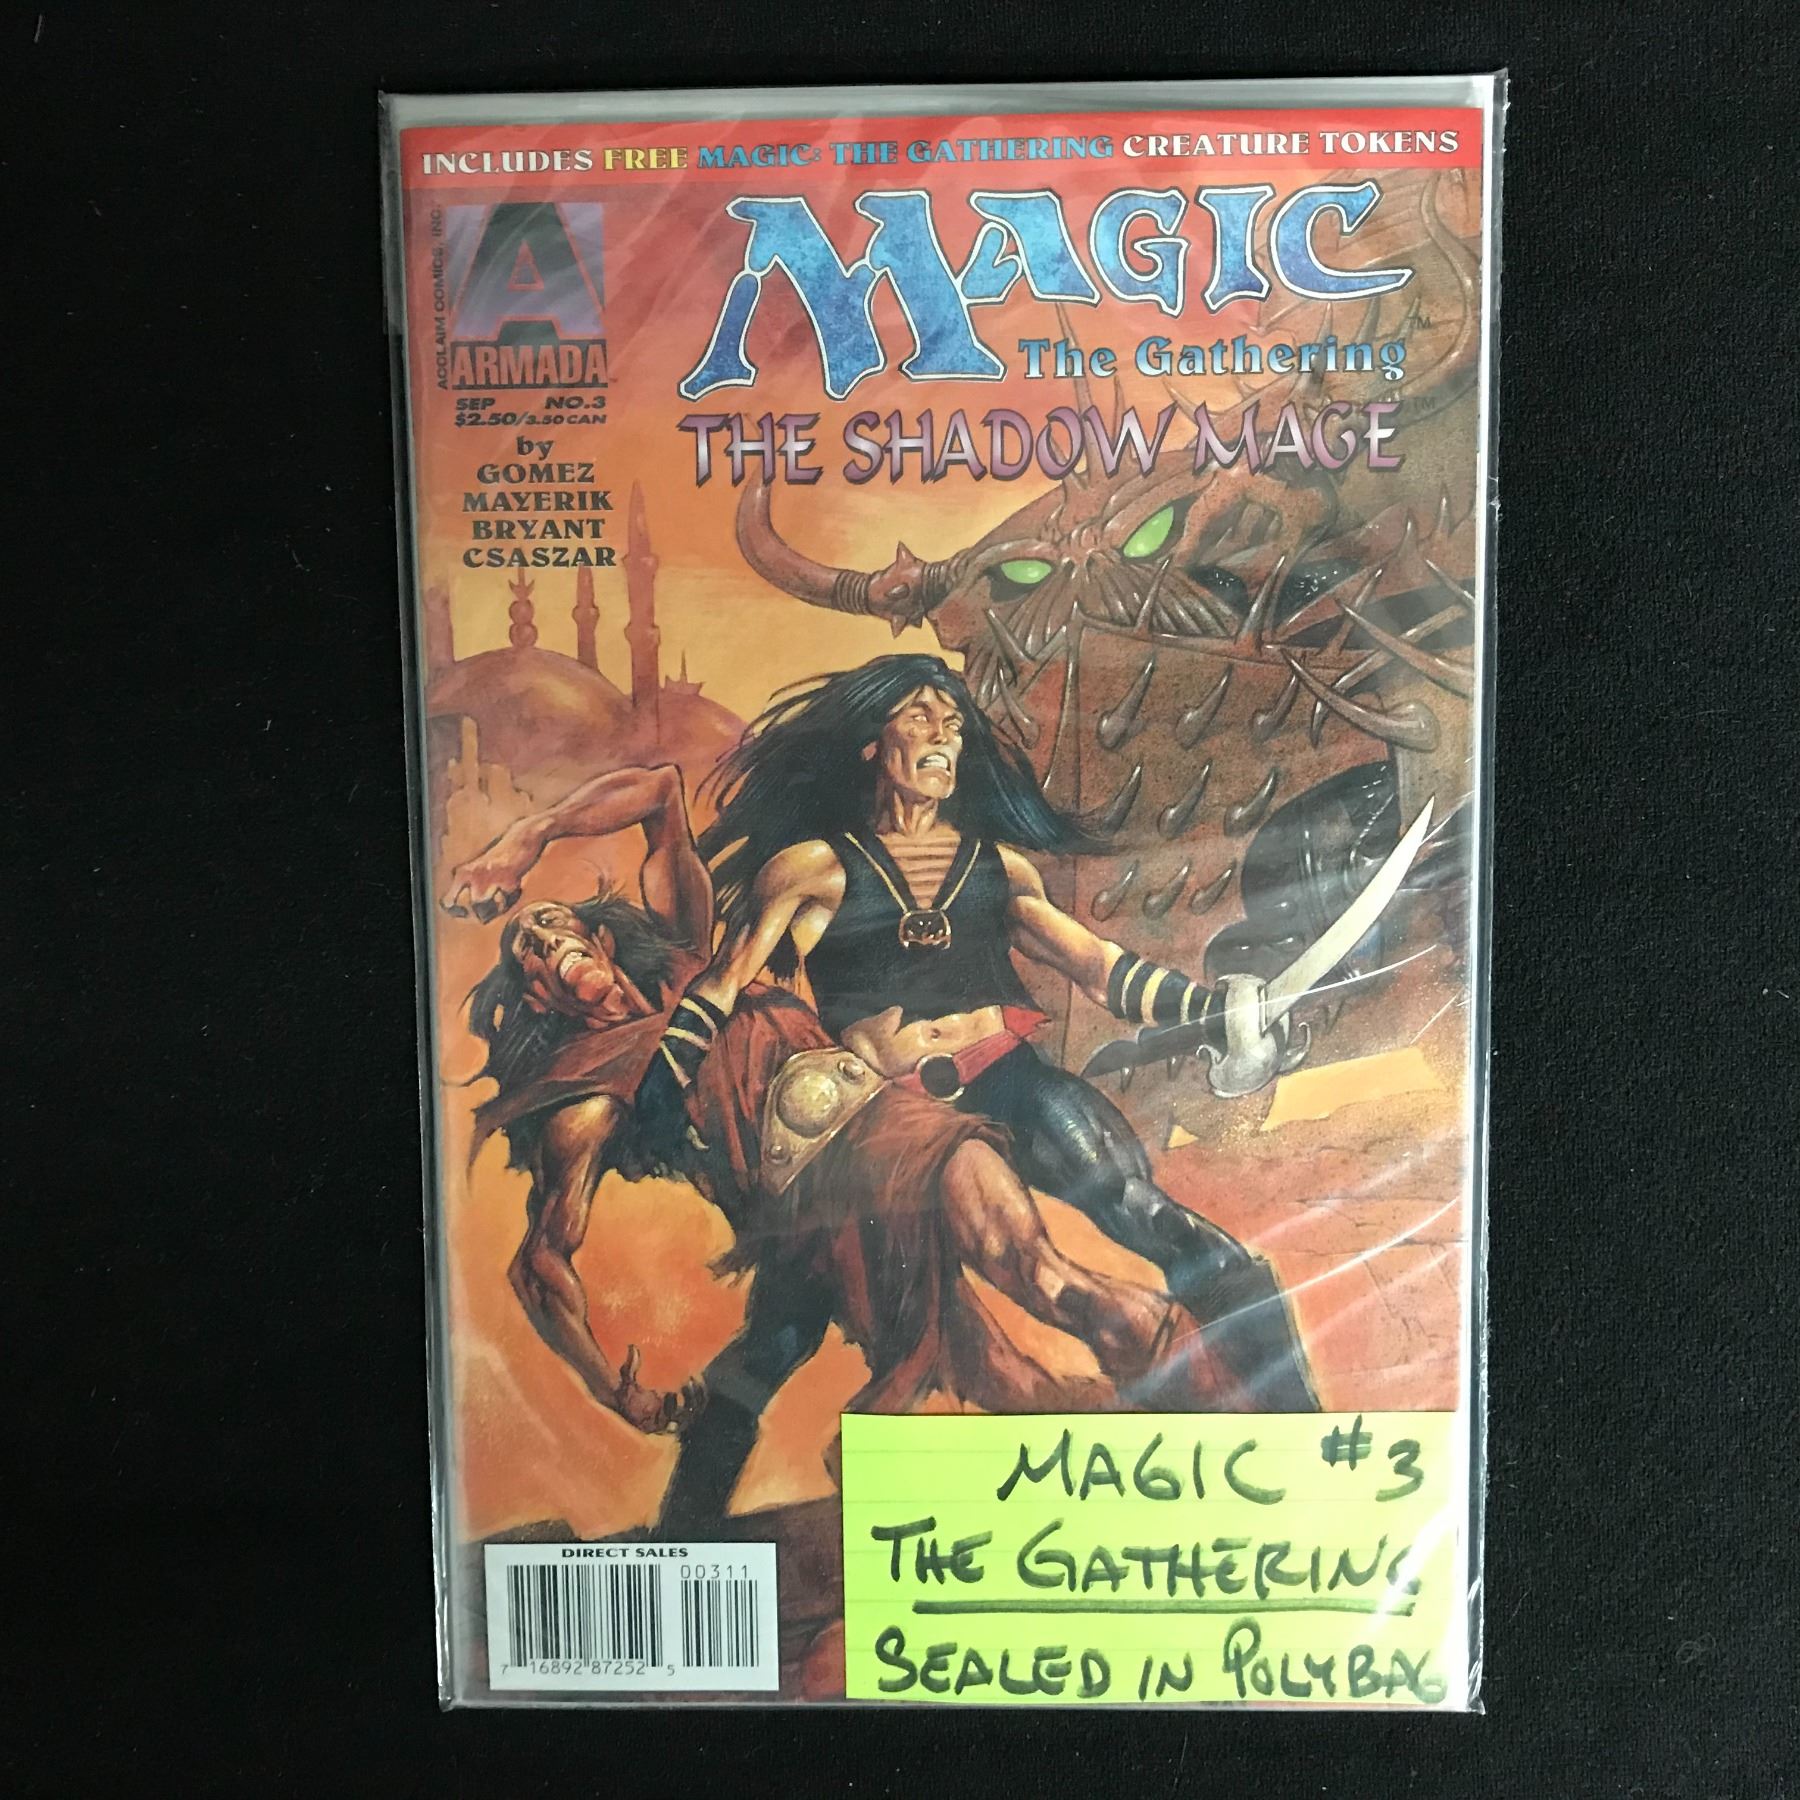 INCLUDES FREE MAGIC: THE GATHERING CREATURE TOKENS
ACCLAIM COMICS, INC.
A
ARMADA
SEP NO.3
$2.50/3.50 CAN
by
GOMEZ
MAYERIK
BRYANT
CSASZAR
MAGIC
The Gathering
THE SHADOW MAGE
DIRECT SALES
00311
7 16892 87252 5
MAGIC #3
THE GATHERING
SEALED IN POLYBAG